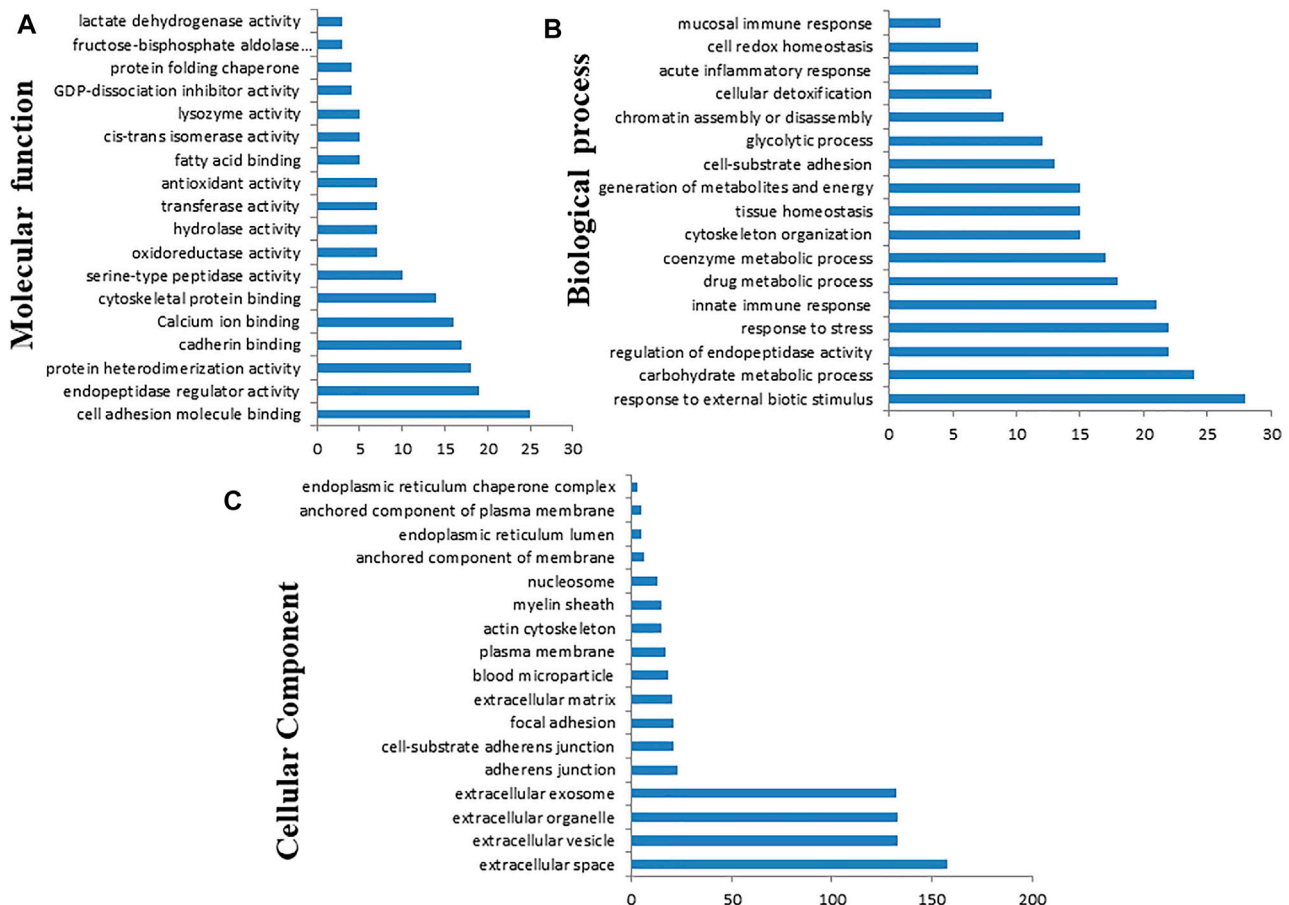 A
Molecular function
lactate dehydrogenase activity
fructose-bisphosphate aldolase...
protein folding chaperone
GDP-dissociation inhibitor activity
lysozyme activity
cis-trans isomerase activity
fatty acid binding
antioxidant activity
transferase activity
hydrolase activity
oxidoreductase activity
serine-type peptidase activity
cytoskeletal protein binding
Calcium ion binding
cadherin binding
protein heterodimerization activity
endopeptidase regulator activity
cell adhesion molecule binding
0 5 10 15 20 25 30
B
Biological process
mucosal immune response
cell redox homeostasis
acute inflammatory response
cellular detoxification
chromatin assembly or disassembly
glycolytic process
cell-substrate adhesion
generation of metabolites and energy
tissue homeostasis
cytoskeleton organization
coenzyme metabolic process
drug metabolic process
innate immune response
response to stress
regulation of endopeptidase activity
carbohydrate metabolic process
response to external biotic stimulus
0 5 10 15 20 25 30
C
Cellular Component
endoplasmic reticulum chaperone complex
anchored component of plasma membrane
endoplasmic reticulum lumen
anchored component of membrane
nucleosome
myelin sheath
actin cytoskeleton
plasma membrane
blood microparticle
extracellular matrix
focal adhesion
cell-substrate adherens junction
adherens junction
extracellular exosome
extracellular organelle
extracellular vesicle
extracellular space
0 50 100 150 200